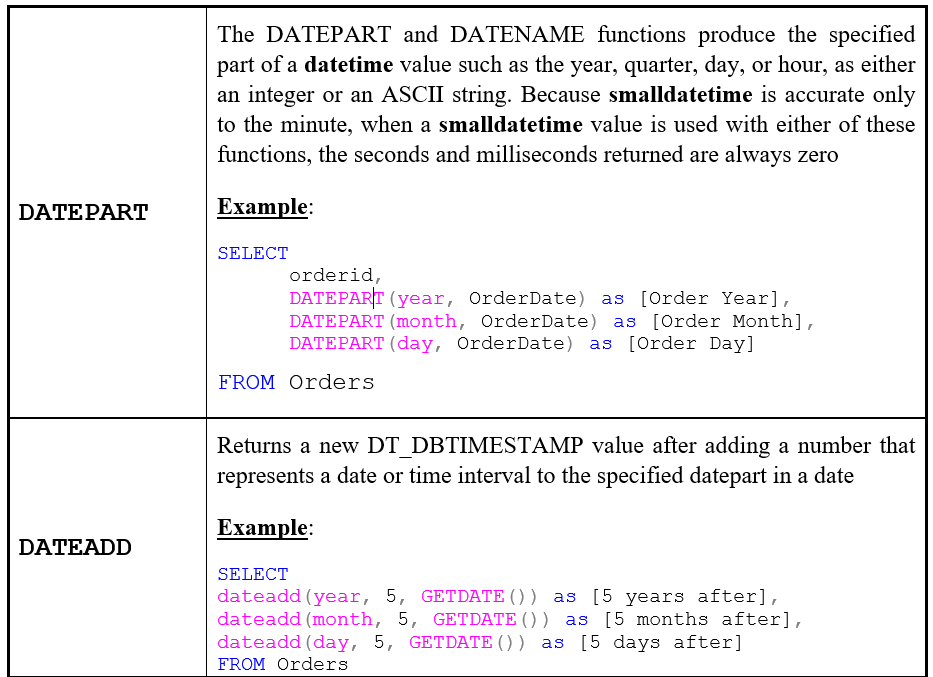 The DATEPART and DATENAME functions produce the specified
part of a datetime value such as the year, quarter, day, or hour, as either
an integer or an ASCII string. Because smalldatetime is accurate only
to the minute, when a smalldatetime value is used with either of these
functions, the seconds and milliseconds returned are always zero
DATEPART
Example:
SELECT
orderid,
DATEPART(year, OrderDate) as [Order Year],
DATEPART(month, OrderDate) as [Order Month],
DATEPART(day, OrderDate) as [Order Day]
FROM Orders
Returns a new DT_DBTIMESTAMP value after adding a number that
represents a date or time interval to the specified datepart in a date
DATEADD
Example:
SELECT
dateadd(year, 5, GETDATE()) as [5 years after],
dateadd(month, 5, GETDATE()) as [5 months after],
dateadd(day, 5, GETDATE()) as [5 days after]
FROM Orders